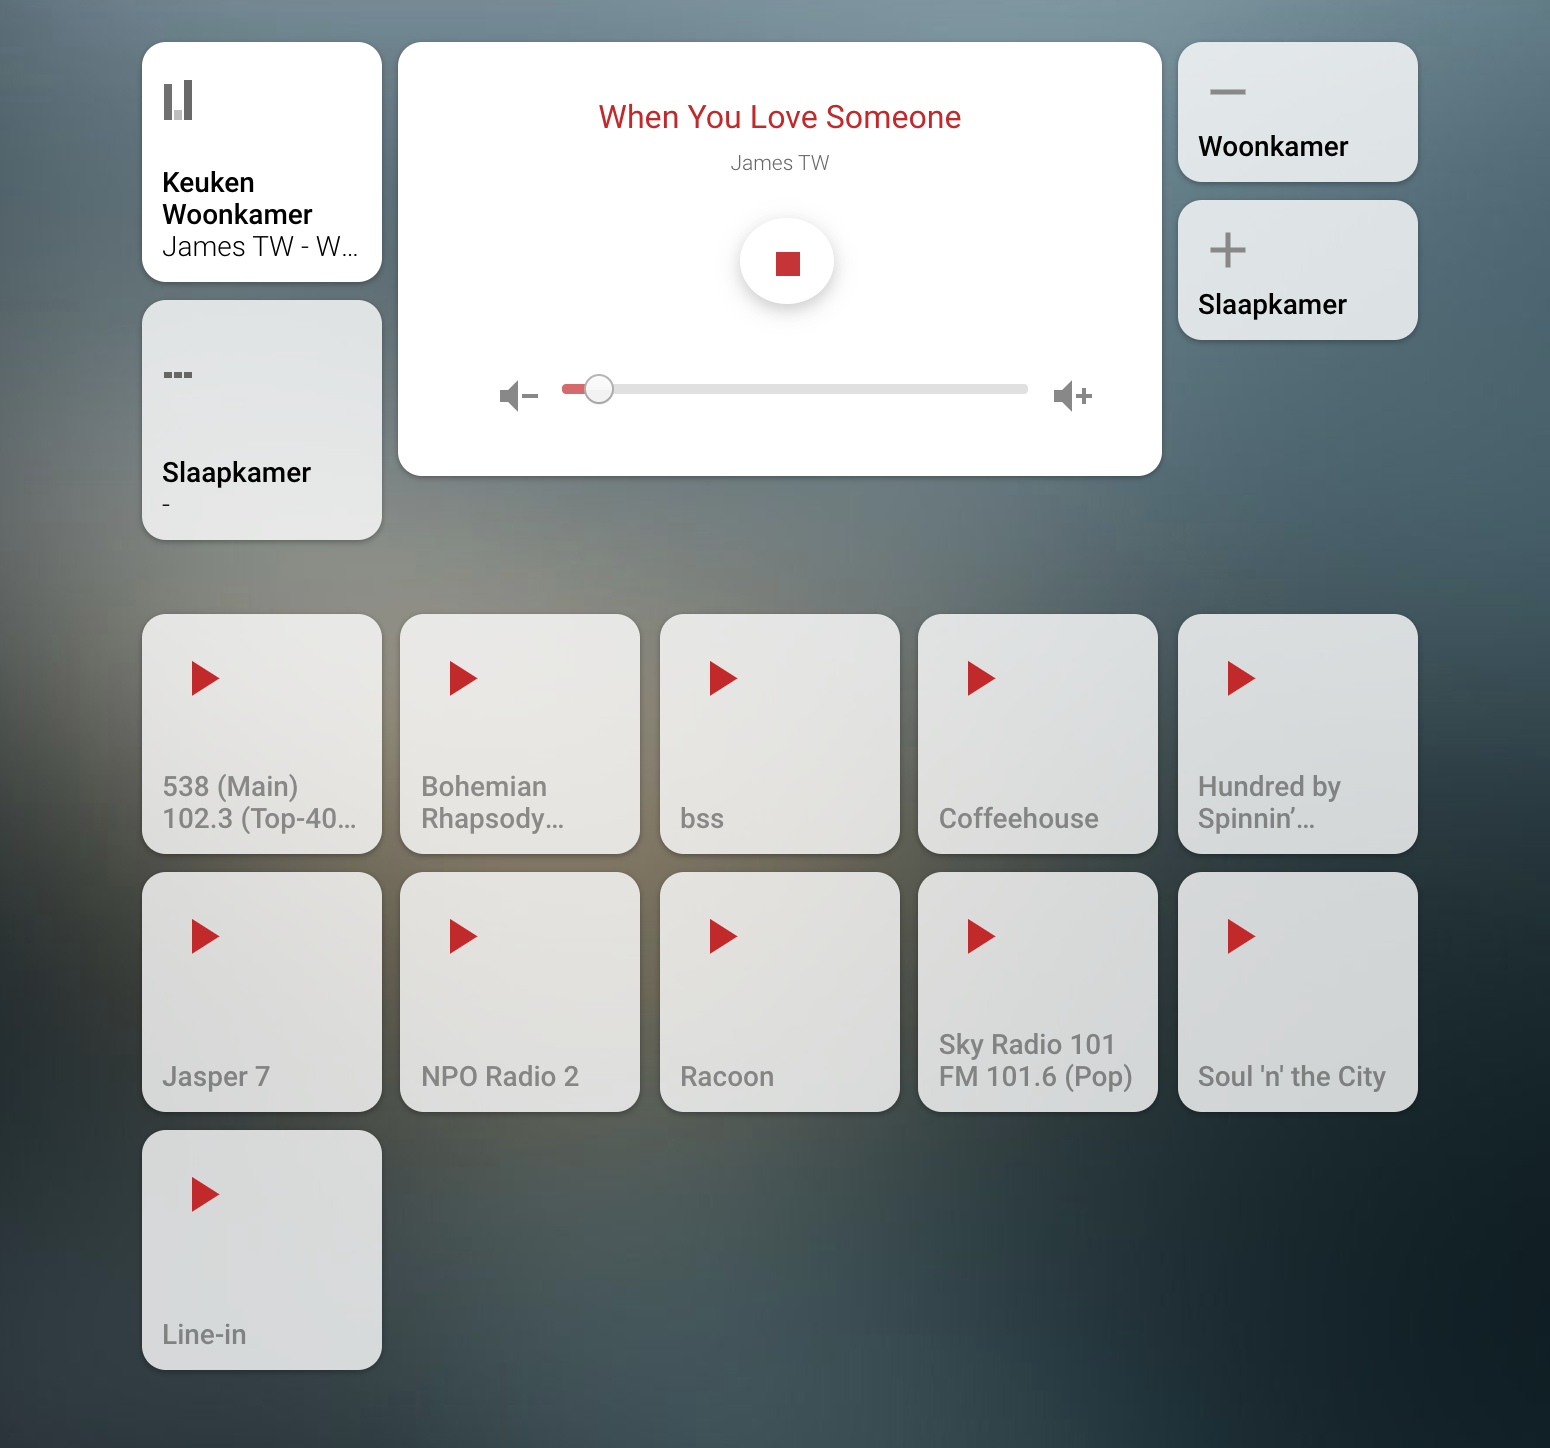 Keuken
Woonkamer
James TW - W...
Slaapkamer
-
When You Love Someone
James TW
Woonkamer
Slaapkamer
538 (Main)
102.3 (Top-40...
Bohemian
Rhapsody...
bss
Coffeehouse
Hundred by
Spinnin’...
Jasper 7
NPO Radio 2
Racoon
Sky Radio 101
FM 101.6 (Pop)
Soul 'n' the City
Line-in